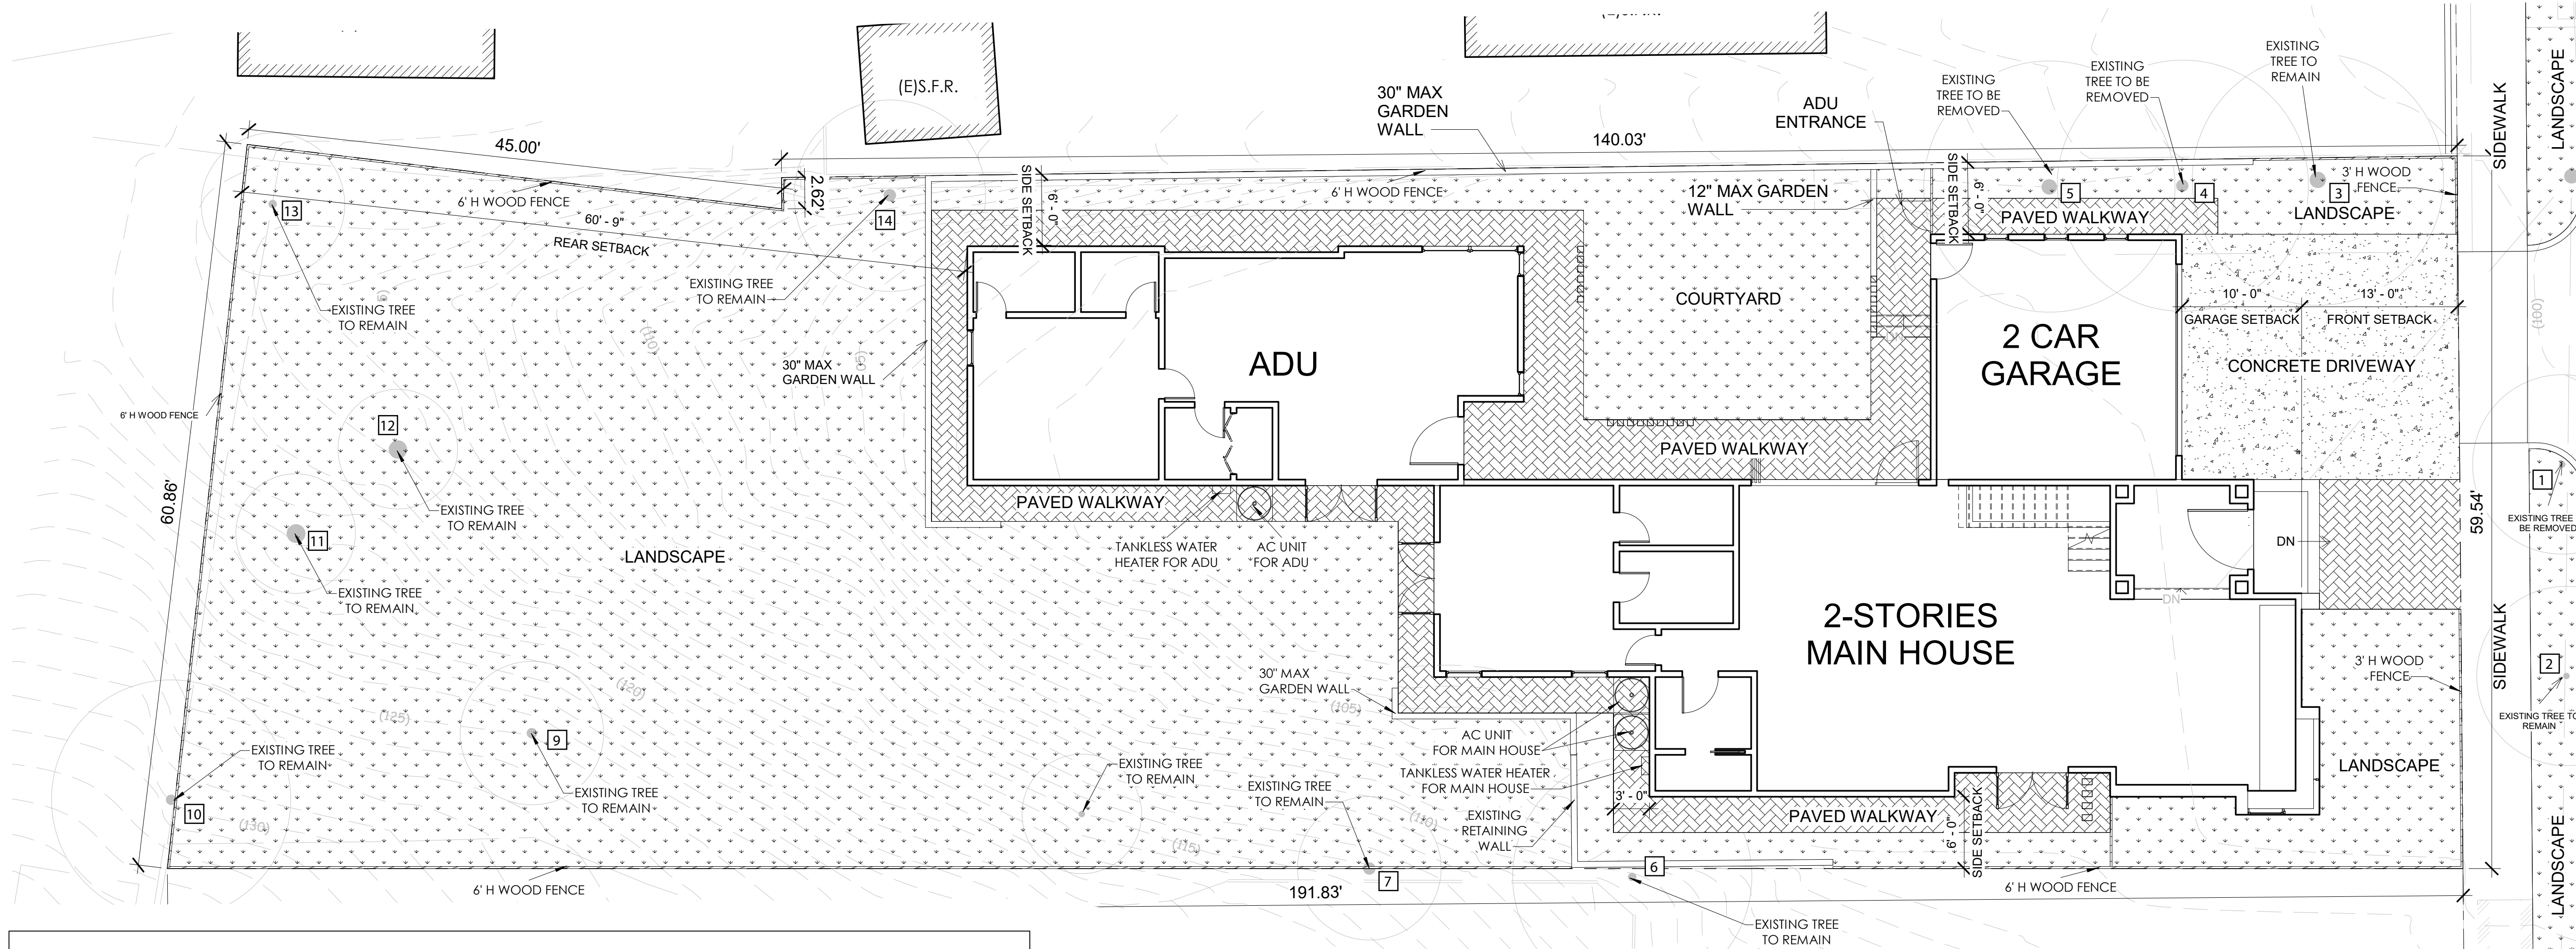 (E)S.F.R.
30" MAX
GARDEN
WALL
ADU
ENTRANCE
EXISTING
TREE TO BE
REMOVED
EXISTING
TREE TO BE
REMOVED
EXISTING
TREE TO
REMAIN
SIDEWALK
LANDSCAPE
45.00'
140.03'
2.62'
6' H WOOD FENCE
6' H WOOD FENCE
13
60' - 9"
REAR SETBACK
14
SIDE SETBACK
6' - 0"
12" MAX GARDEN
WALL
SIDE SETBACK
6' - 0"
5
4
3
3' H WOOD
FENCE
PAVED WALKWAY
LANDSCAPE
EXISTING TREE
TO REMAIN
EXISTING TREE
TO REMAIN
(110)
COURTYARD
10' - 0"
13' - 0"
GARAGE SETBACK
FRONT SETBACK
(100)
DN
2 CAR
GARAGE
CONCRETE DRIVEWAY
30" MAX
GARDEN WALL
ADU
6' H WOOD FENCE
12
PAVED WALKWAY
60.86'
EXISTING TREE
TO REMAIN
PAVED WALKWAY
1
EXISTING TREE
BE REMOVED
59.54'
11
LANDSCAPE
TANKLESS WATER
HEATER FOR ADU
AC UNIT
FOR ADU
DN
EXISTING TREE
TO REMAIN
DN
2-STORIES
MAIN HOUSE
SIDEWALK
2
EXISTING TREE TO
REMAIN
3' H WOOD
FENCE
30" MAX
GARDEN WALL
(105)
(120)
(125)
9
AC UNIT
FOR MAIN HOUSE
EXISTING TREE
TO REMAIN
EXISTING TREE
TO REMAIN
TANKLESS WATER HEATER
FOR MAIN HOUSE
LANDSCAPE
EXISTING TREE
TO REMAIN
EXISTING TREE
TO REMAIN
3' - 0"
10
(130)
(110)
(115)
EXISTING
RETAINING
WALL
PAVED WALKWAY
6' - 0"
SIDE SETBACK
LANDSCAPE
6
7
6' H WOOD FENCE
191.83'
6' H WOOD FENCE
EXISTING TREE
TO REMAIN